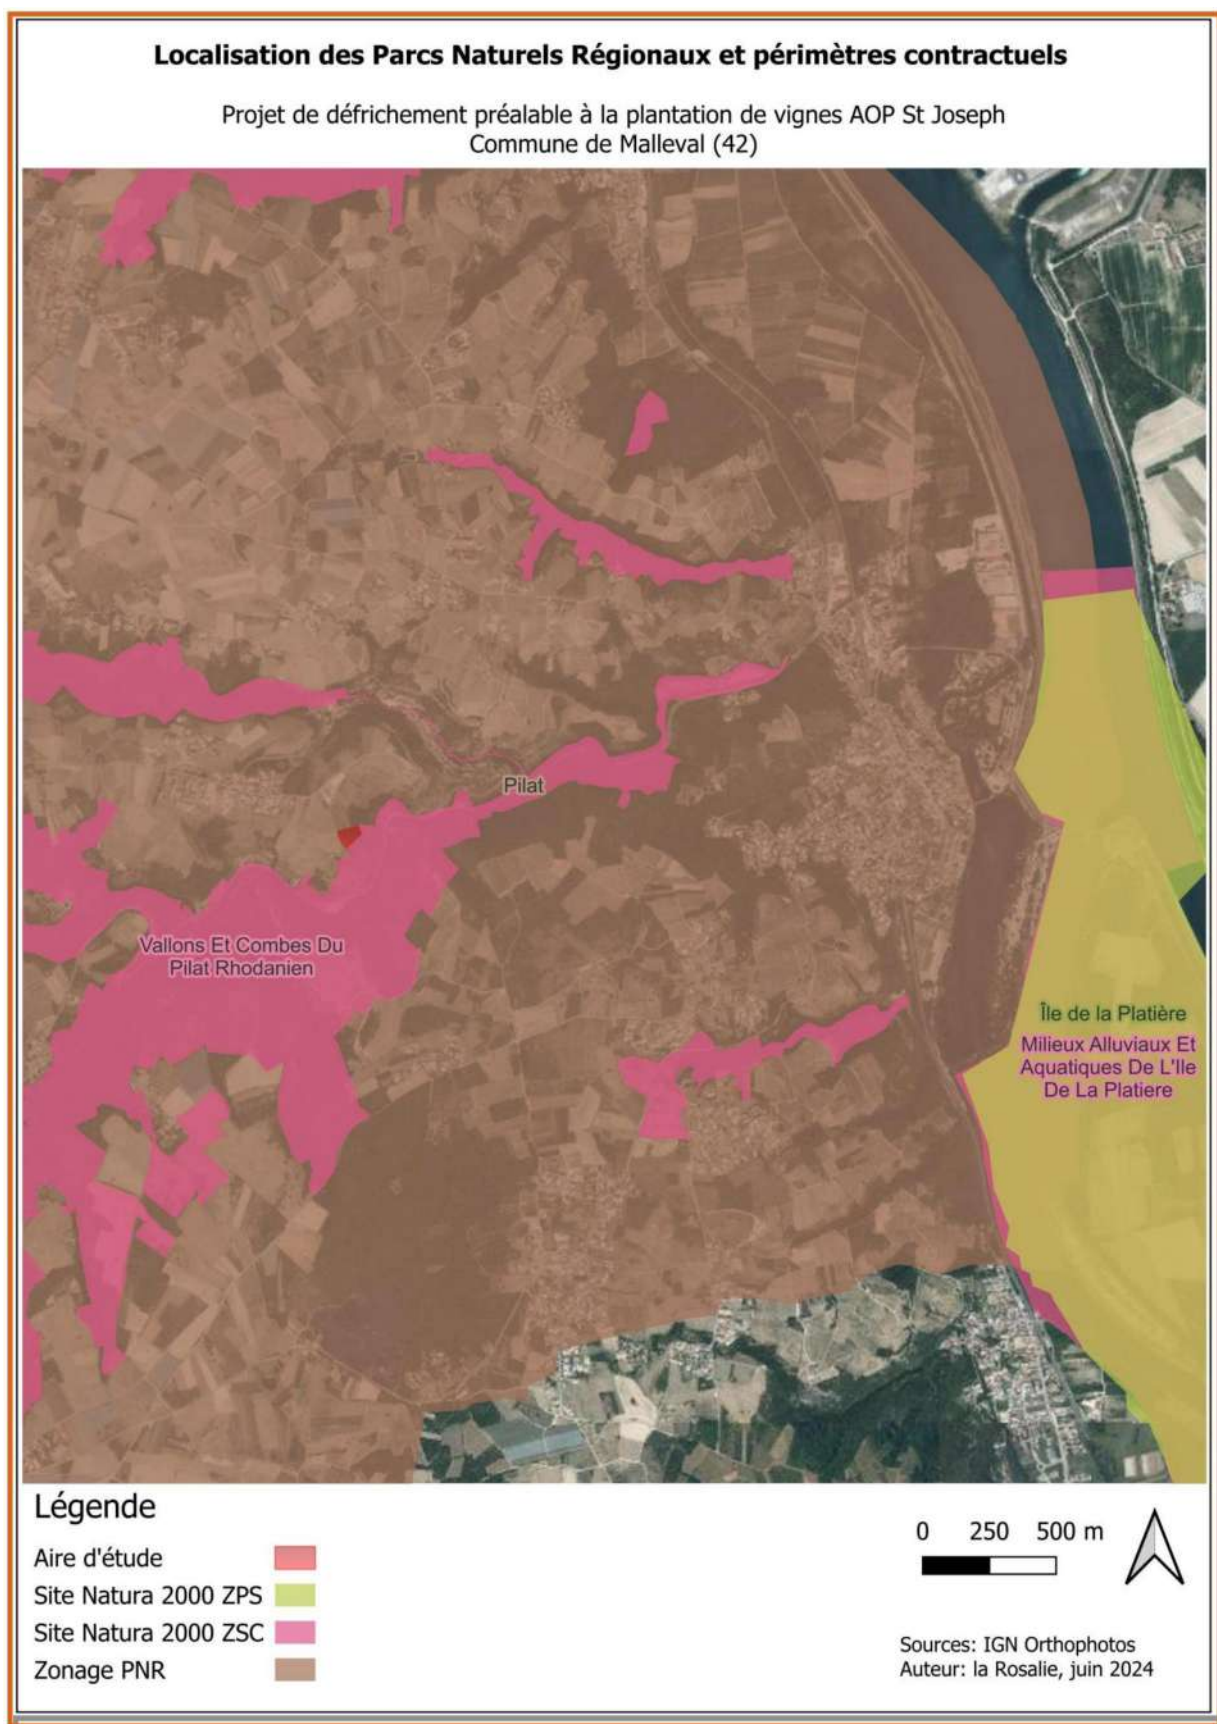 Localisation des Parcs Naturels Régionaux et périmètres contractuels
Projet de défrichement préalable à la plantation de vignes AOP St Joseph
Commune de Malleval (42)
Pilat
Vallons Et Combes Du
Pilat Rhodanien
Île de la Platière
Milieux Alluviaux Et
Aquatiques De L'Ile
De La Platiere
Légende
Aire d'étude
Site Natura 2000 ZPS
Site Natura 2000 ZSC
Zonage PNR
0 250 500 m
Sources: IGN Orthophotos
Auteur: la Rosalie, juin 2024